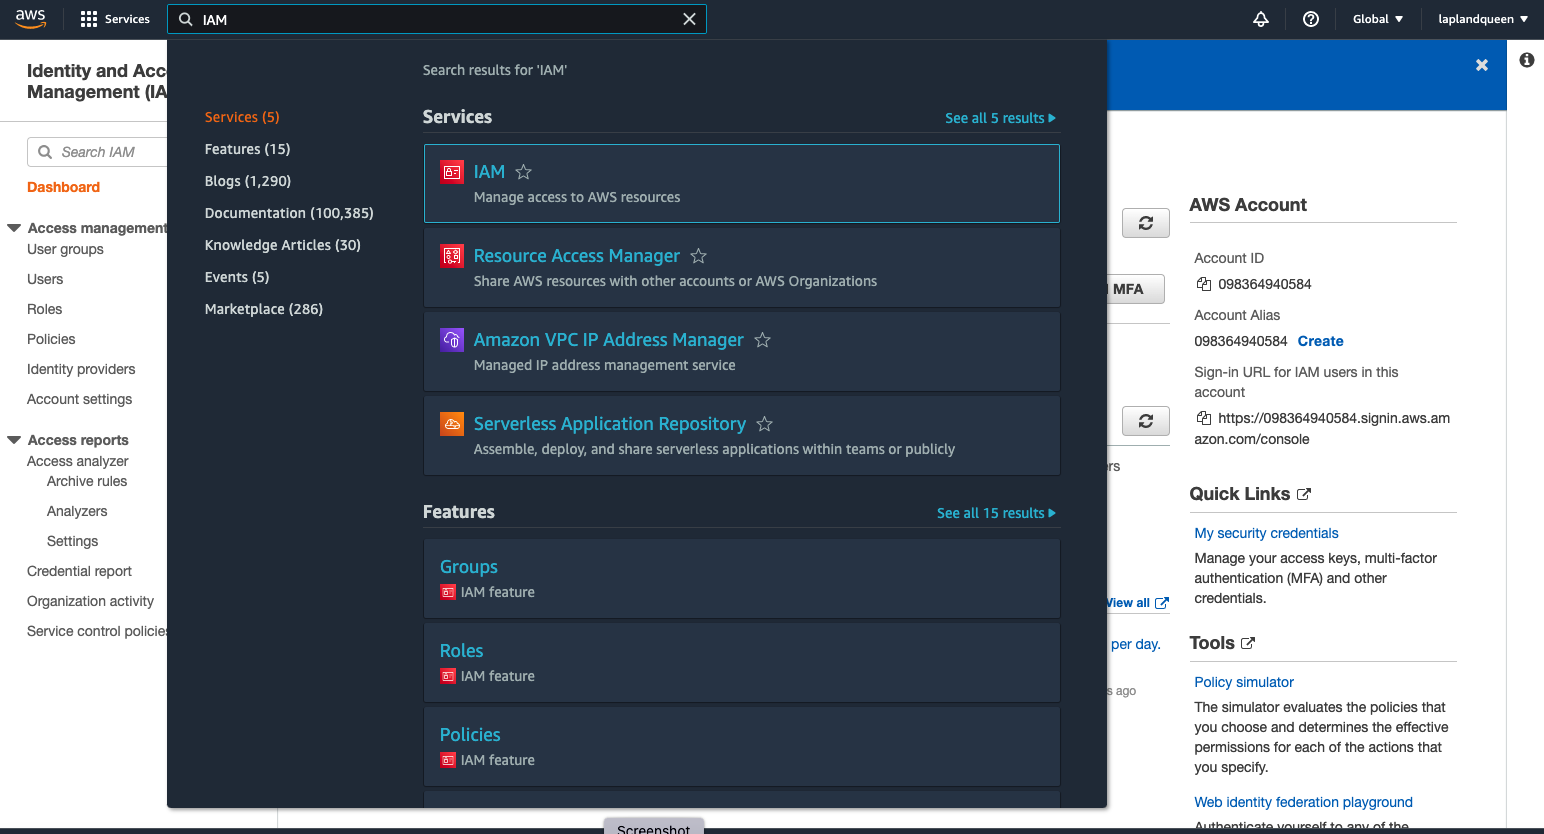 aws
Services
IAM
Global
laplandqueen
Identity and Acc
Management (IA
Search IAM
Dashboard
Access management
User groups
Users
Roles
Policies
Identity providers
Account settings
Access reports
Access analyzer
Archive rules
Analyzers
Settings
Credential report
Organization activity
Service control policies
Search results for 'IAM'
Services (5)
Features (15)
Blogs (1,290)
Documentation (100,385)
Knowledge Articles (30)
Events (5)
Marketplace (286)
Services
See all 5 results
IAM
Manage access to AWS resources
Resource Access Manager
Share AWS resources with other accounts or AWS Organizations
Amazon VPC IP Address Manager
Managed IP address management service
Serverless Application Repository
Assemble, deploy, and share serverless applications within teams or publicly
Features
See all 15 results
Groups
IAM feature
Roles
IAM feature
Policies
IAM feature
MFA
ers
View all
per day.
s ago
AWS Account
Account ID
098364940584
Account Alias
098364940584 Create
Sign-in URL for IAM users in this
account
https://098364940584.signin.aws.am
azon.com/console
Quick Links
My security credentials
Manage your access keys, multi-factor
authentication (MFA) and other
credentials.
Tools
Policy simulator
The simulator evaluates the policies that
you choose and determines the effective
permissions for each of the actions that
you specify.
Web identity federation playground
Authenticate yourself to any of the
Screenshot